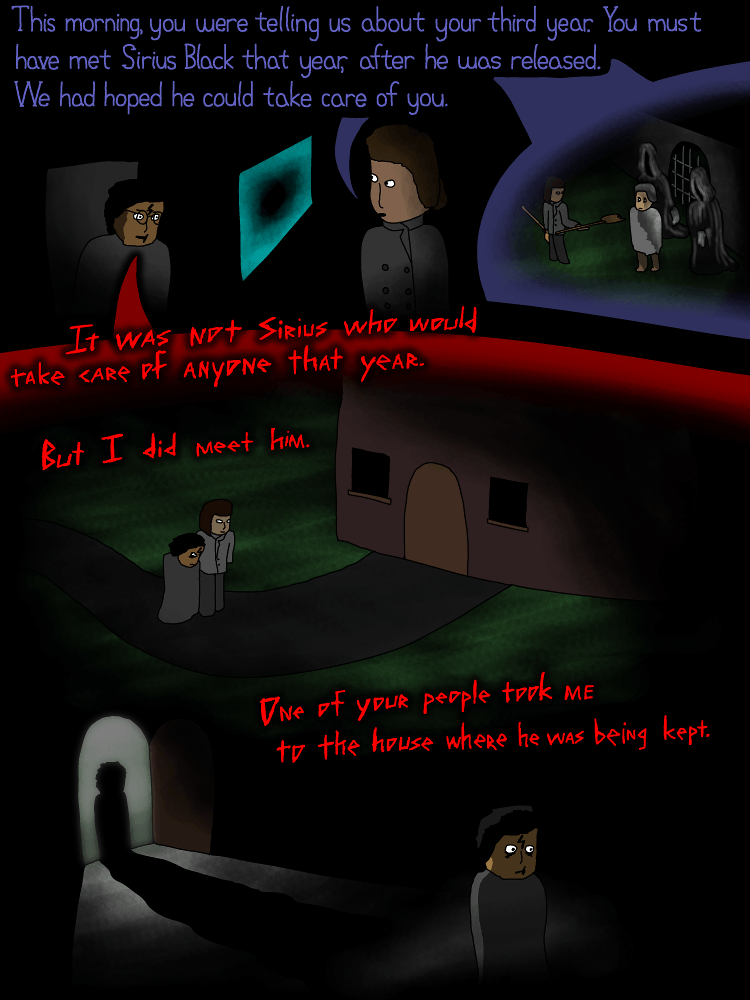 This morning, you were telling us about your third year. You must
have met Sirius Black that year, after he was released.
We had hoped he could take care of you.
It was not Sirius who would
take care of anyone that year.
But I did meet him.
One of your people took me
to the house where he was being kept.